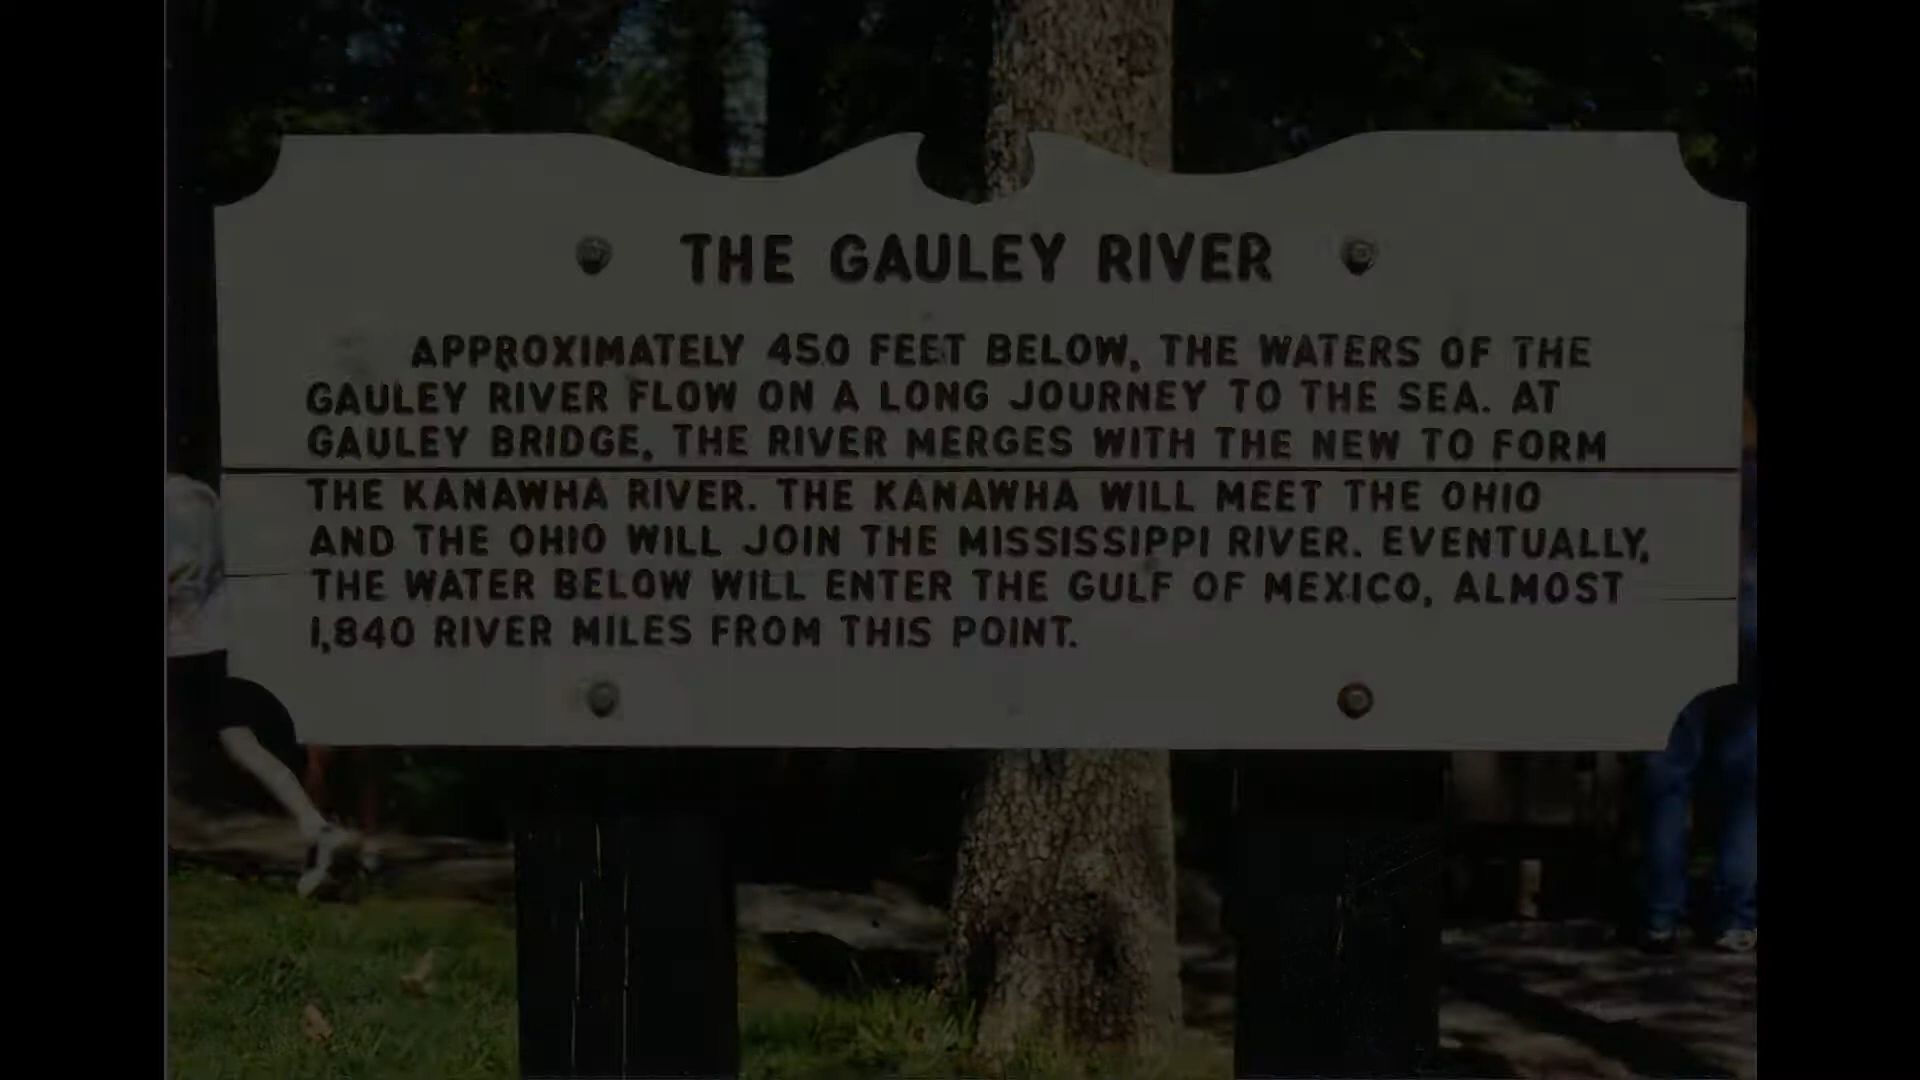 THE GAULEY RIVER
APPROXIMATELY 450 FEET BELOW, THE WATERS OF THE
GAULEY RIVER FLOW ON A LONG JOURNEY TO THE SEA. AT
GAULEY BRIDGE, THE RIVER MERGES WITH THE NEW TO FORM
THE KANAWHA RIVER. THE KANAWHA WILL MEET THE OHIO
AND THE OHIO WILL JOIN THE MISSISSIPPI RIVER. EVENTUALLY,
THE WATER BELOW WILL ENTER THE GULF OF MEXICO, ALMOST
1,840 RIVER MILES FROM THIS POINT.